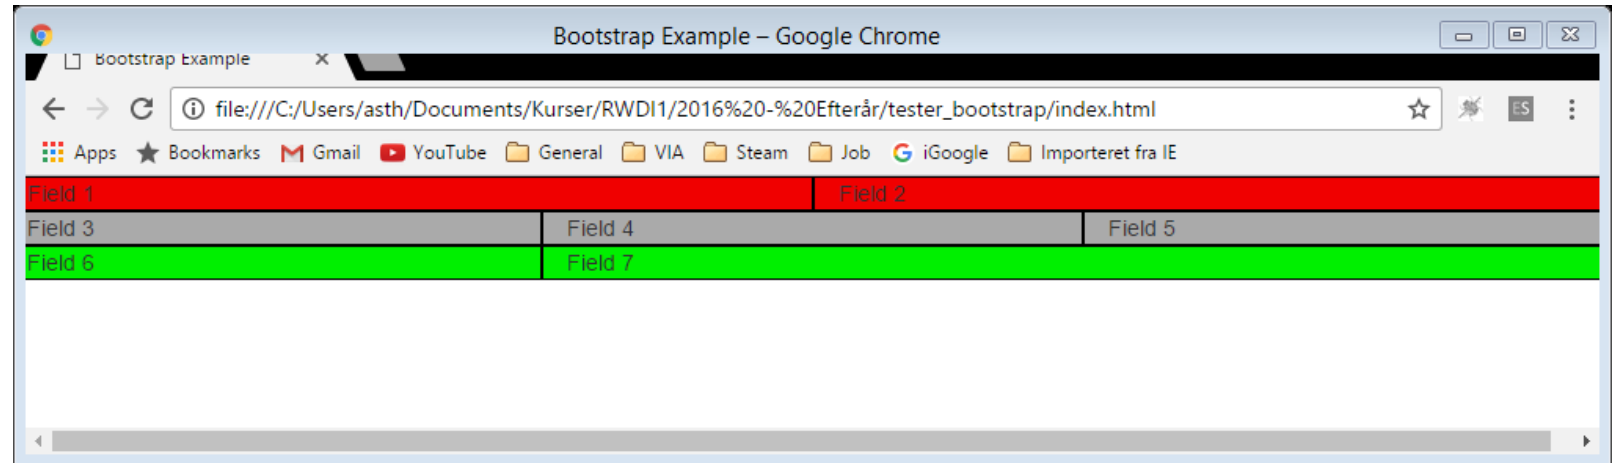 Bootstrap Example – Google Chrome
Bootstrap Example
file:///C:/Users/asth/Documents/Kurser/RWDI1/2016%20-%20Efterår/tester_bootstrap/index.html ES
Apps Bookmarks Gmail YouTube General VIA Steam Job iGoogle Importeret fra IE
Field 1 Field 2
Field 3 Field 4 Field 5
Field 6 Field 7